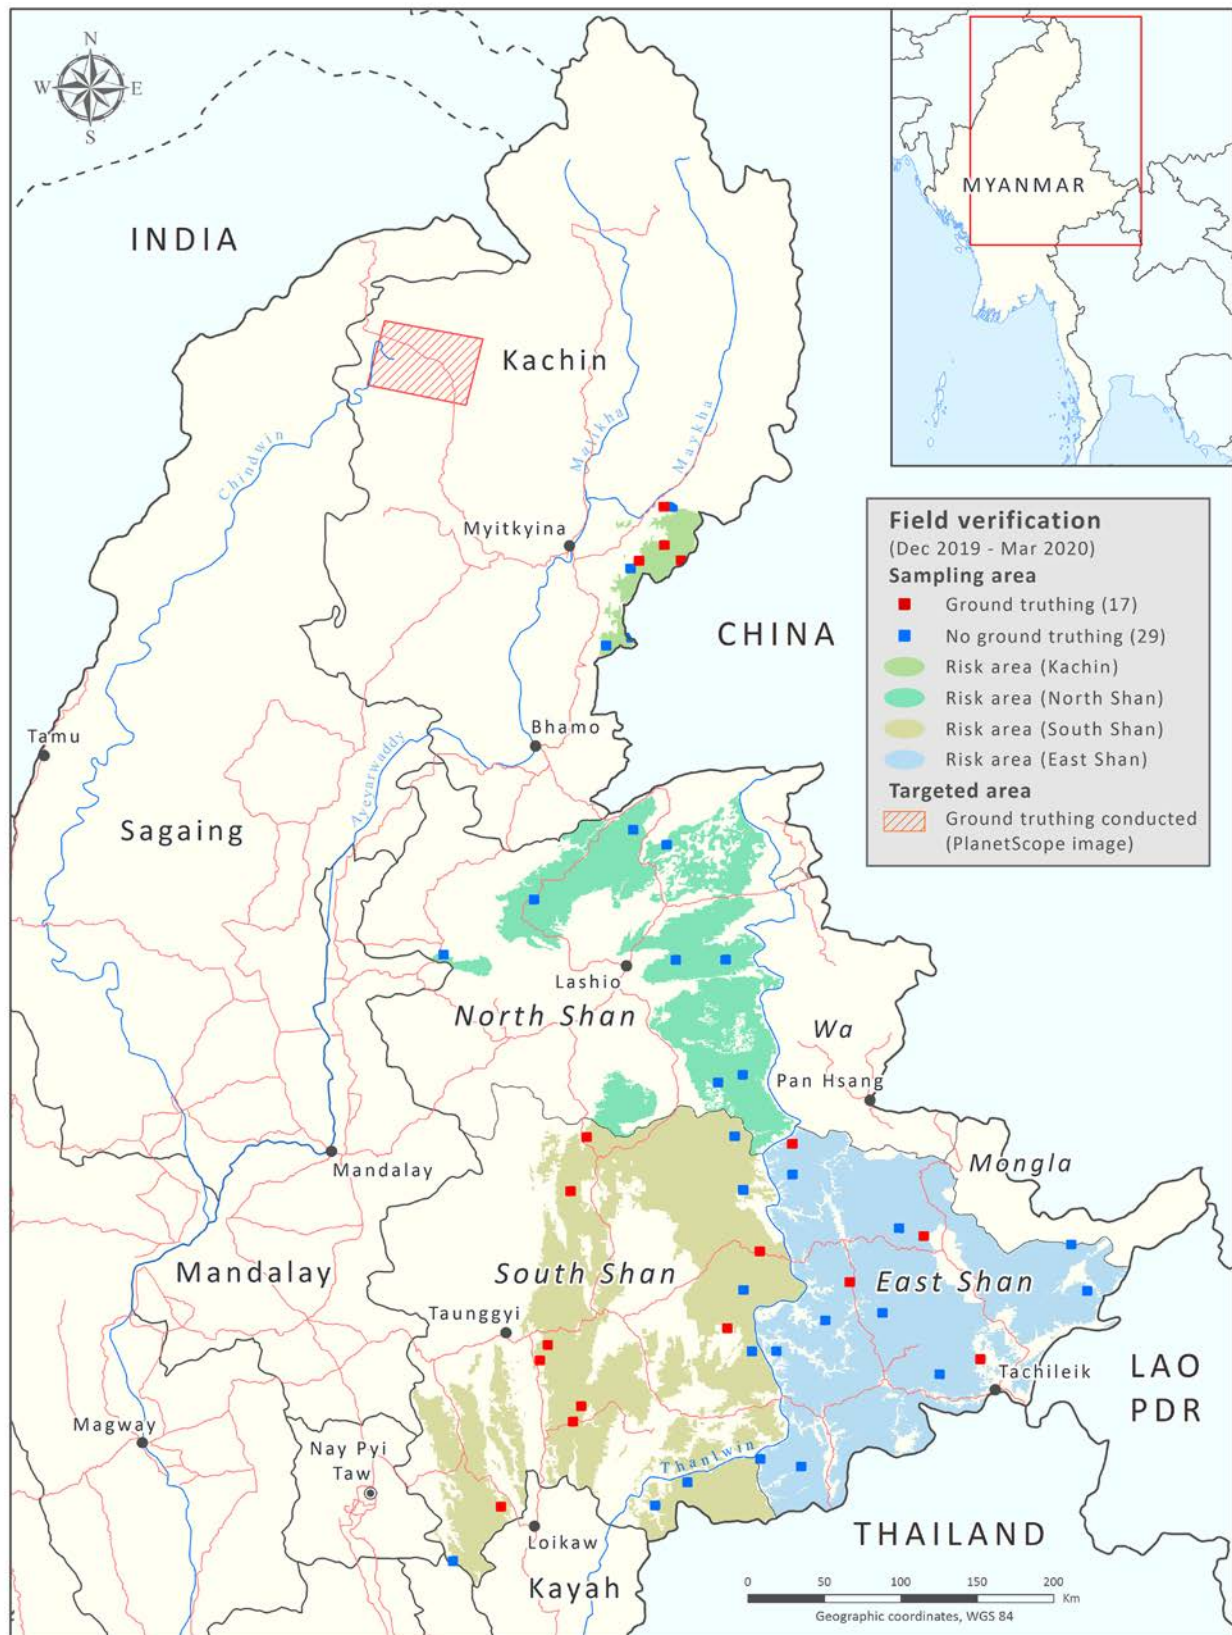 N
W E
S
MYANMAR
INDIA
Kachin
Chindwin
Malikha
Maykha
Myitkyina
Field verification
(Dec 2019 - Mar 2020)
Sampling area
Ground truthing (17)
No ground truthing (29)
Risk area (Kachin)
Risk area (North Shan)
Risk area (South Shan)
Risk area (East Shan)
Targeted area
Ground truthing conducted
(PlanetScope image)
CHINA
Tamu
Bhamo
Ayeyarwaddy
Sagaing
Lashio
North Shan
Wa
Pan Hsang
Mandalay
Mongla
Mandalay
South Shan
East Shan
Taunggyi
LAO
PDR
Tachileik
Magway
Nay Pyi
Taw
Thanlwin
Loikaw
THAILAND
Kayah
0 50 100 150 200
Km
Geographic coordinates, WGS 84